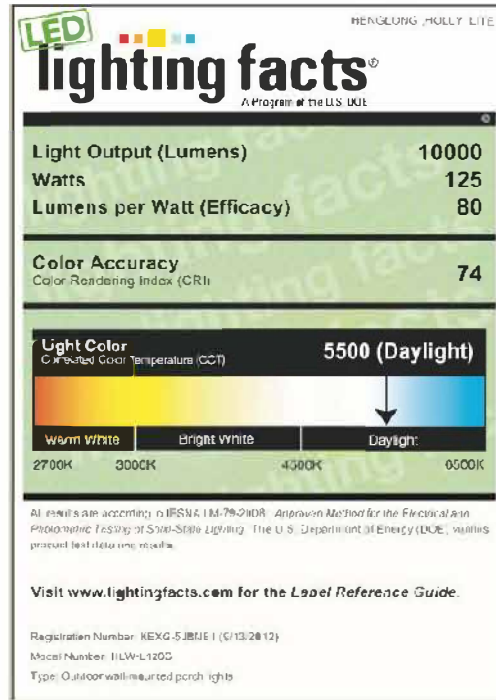 LED
HENGLONG HOLLY LITE
lighting facts®
A Program of the U.S. DOE
Light Output (Lumens) 10000
Watts 125
Lumens per Watt (Efficacy) 80
Color Accuracy 74
Color Rendering Index (CRI)
Light Color 5500 (Daylight)
Correlated Color Temperature (CCT)
Warm White Bright White Daylight
2700K 3000K 4500K 6500K
All results are according to IESNA LM-79-2008: Approved Method for the Electrical and
Photometric Testing of Solid-State Lighting. The U.S. Department of Energy (DOE) verifies
product test data and results.
Visit www.lightingfacts.com for the Label Reference Guide.
Registration Number: (9/13/2012)
Model Number:
Type: Outdoor wall-mounted porch lights